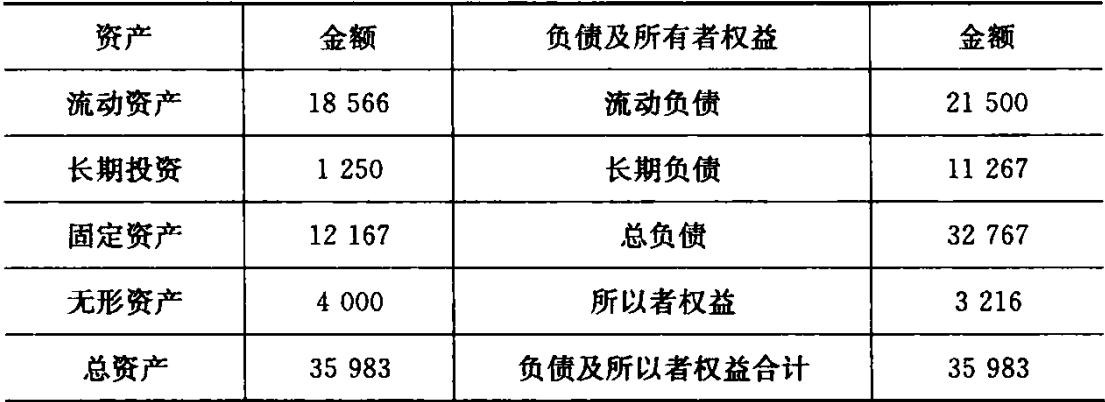 资产 金额 负债及所有者权益 金额
流动资产 18 566 流动负债 21 500
长期投资 1 250 长期负债 11 267
固定资产 12 167 总负债 32 767
无形资产 4 000 所以者权益 3 216
总资产 35 983 负债及所以者权益合计 35 983